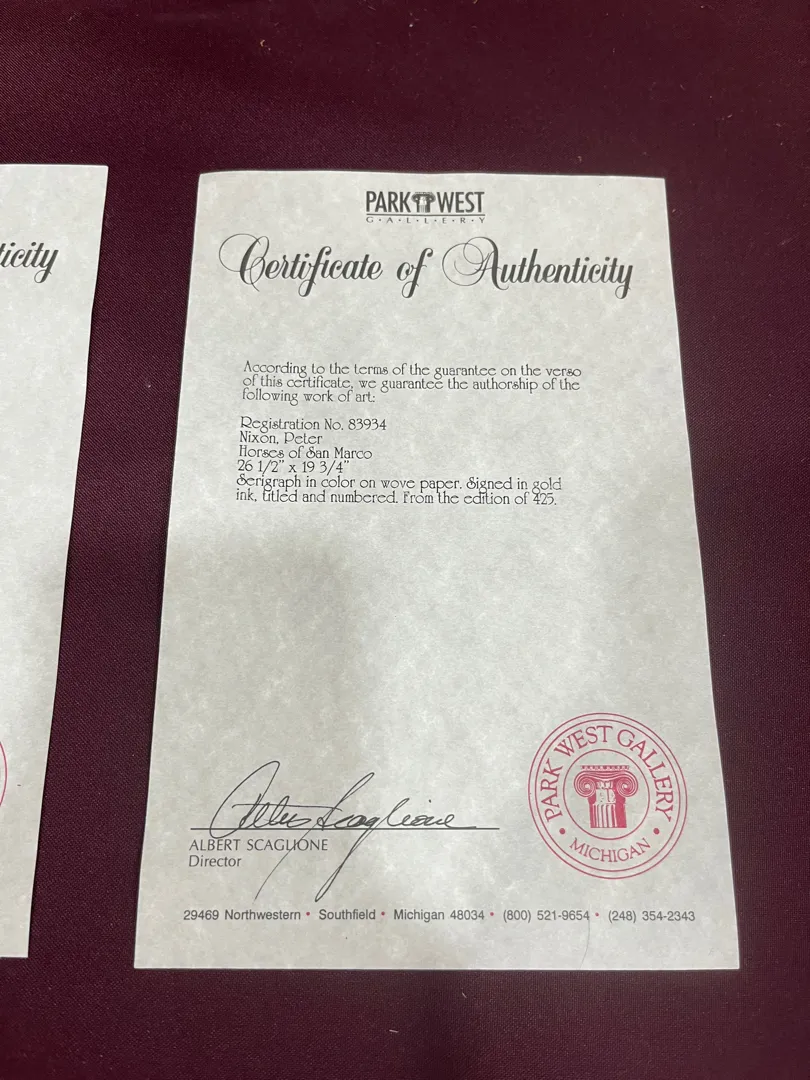 ticity
PARK WEST
G·A·L·L·E·R·Y
Certificate of Authenticity
According to the terms of the guarantee on the verso
of this certificate, we guarantee the authorship of the
following work of art:
Registration No. 83934
Nixon, Peter
Horses of San Marco
26 1/2" x 19 3/4"
Serigraph in color on wove paper. Signed in gold
ink, titled and numbered. From the edition of 425.
Albert Scaglione
ALBERT SCAGLIONE
Director
PARK WEST GALLERY
• MICHIGAN •
29469 Northwestern • Southfield • Michigan 48034 • (800) 521-9654 • (248) 354-2343